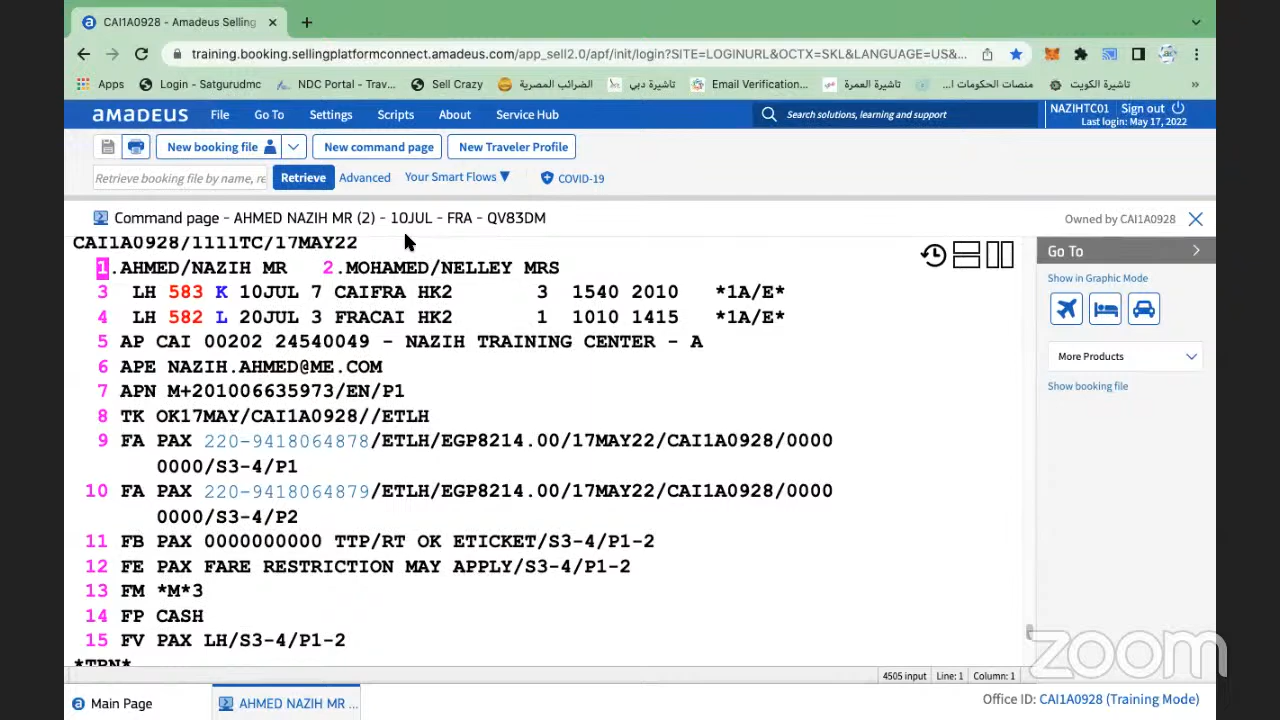 CAI1A0928 - Amadeus Selling
training.booking.sellingplatformconnect.amadeus.com/app_sel2.0/apf/init/login?SITE=LOGINURL&OCTX=SKL&LANGUAGE=US&...
Apps Login - Satgurudmc NDC Portal - Trav... Sell Crazy الضرائب المصرية تاشيرة دبي Email Verification... تاشيرة العمرة منصات الحكومات ا... تاشيرة الكويت »
amadeus File Go To Settings Scripts About Service Hub Search solutions, learning and support NAZIHTC01 Sign out
Last login: May 17, 2022
New booking file New command page New Traveler Profile
Retrieve booking file by name, re Retrieve Advanced Your Smart Flows COVID-19
Command page - AHMED NAZIH MR (2) - 10JUL - FRA - QV83DM Owned by CAI1A0928
CAI1A0928/1111TC/17MAY22
1.AHMED/NAZIH MR 2.MOHAMED/NELLEY MRS
3 LH 583 K 10JUL 7 CAIFRA HK2 3 1540 2010 *1A/E*
4 LH 582 L 20JUL 3 FRACAI HK2 1 1010 1415 *1A/E*
5 AP CAI 00202 24540049 - NAZIH TRAINING CENTER - A
6 APE NAZIH.AHMED@ME.COM
7 APN M+201006635973/EN/P1
8 TK OK17MAY/CAI1A0928//ETLH
9 FA PAX 220-9418064878/ETLH/EGP8214.00/17MAY22/CAI1A0928/0000
0000/S3-4/P1
10 FA PAX 220-9418064879/ETLH/EGP8214.00/17MAY22/CAI1A0928/0000
0000/S3-4/P2
11 FB PAX 0000000000 TTP/RT OK ETICKET/S3-4/P1-2
12 FE PAX FARE RESTRICTION MAY APPLY/S3-4/P1-2
13 FM *M*3
14 FP CASH
15 FV PAX LH/S3-4/P1-2
*TRN*
Go To
Show in Graphic Mode
More Products
Show booking file
zoom
4505 input Line: 1 Column: 1
Main Page AHMED NAZIH MR ... Office ID: CAI1A0928 (Training Mode)